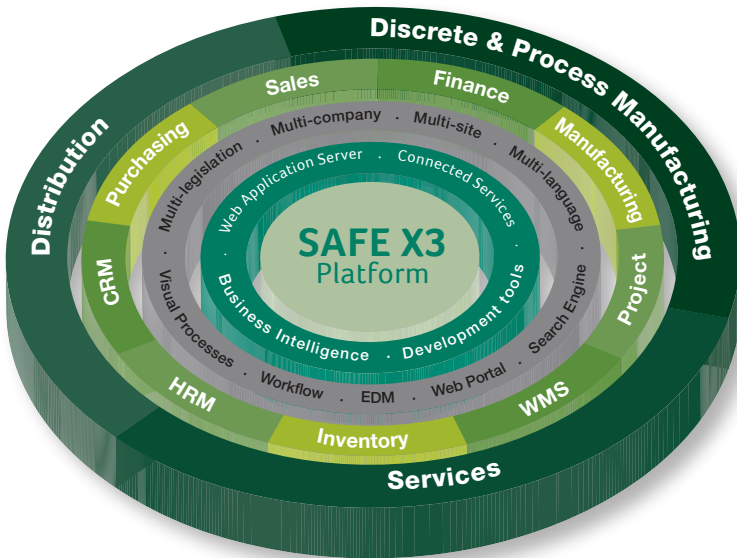 Discrete & Process Manufacturing
Distribution
Services
Sales
Finance
Manufacturing
Project
WMS
Inventory
HRM
CRM
Purchasing
Multi-legislation · Multi-company · Multi-site · Multi-language
· Visual Processes · Workflow · EDM · Web Portal · Search Engine ·
Web Application Server · Connected Services
· Business Intelligence · Development tools ·
SAFE X3
Platform